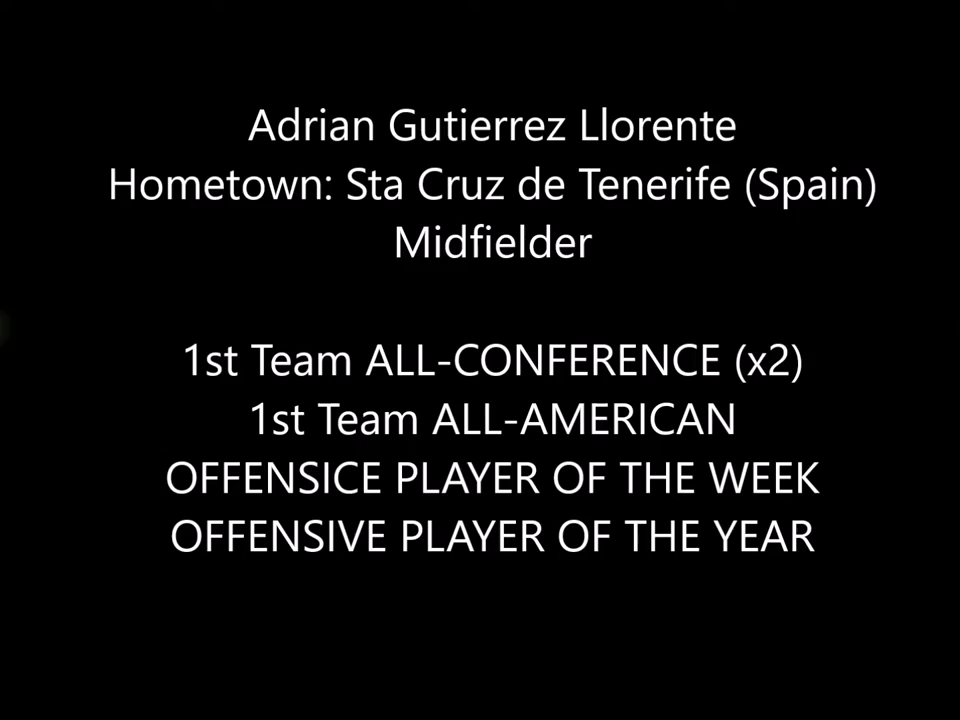 Adrian Gutierrez Llorente
Hometown: Sta Cruz de Tenerife (Spain)
Midfielder
1st Team ALL-CONFERENCE (x2)
1st Team ALL-AMERICAN
OFFENSICE PLAYER OF THE WEEK
OFFENSIVE PLAYER OF THE YEAR